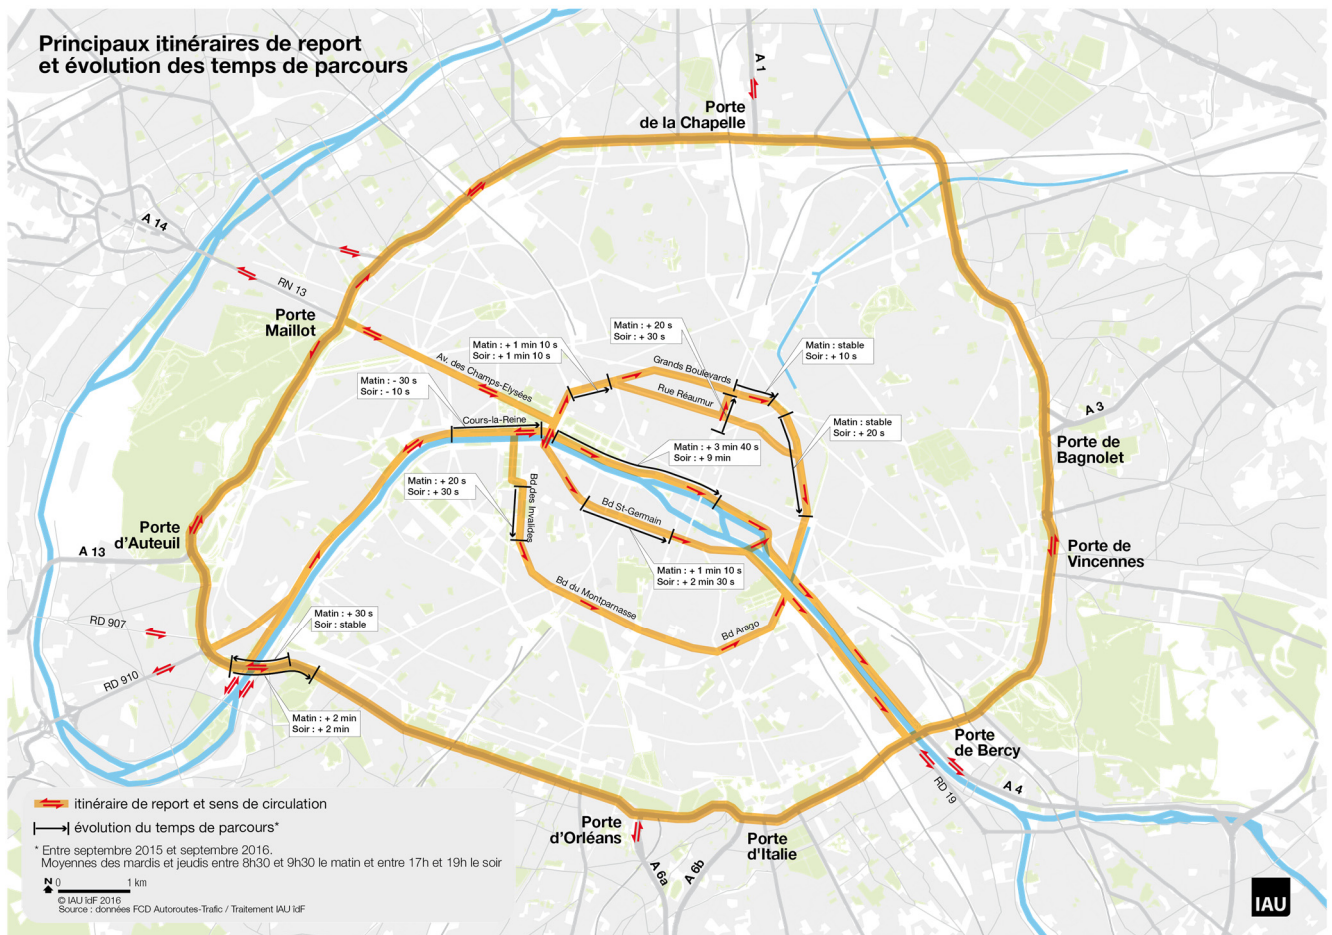 Principaux itinéraires de report
et évolution des temps de parcours
A 1
Porte
de la Chapelle
A 14
RN 13
Porte
Maillot
Matin : + 20 s
Soir : + 30 s
Matin : + 1 min 10 s
Soir : + 1 min 10 s
Matin : stable
Soir : + 10 s
Grands Boulevards
Av. des Champs-Elysées
Matin : - 30 s
Soir : - 10 s
Rue Réaumur
Cours-la-Reine
A 3
Matin : stable
Soir : + 20 s
Porte de
Bagnolet
Matin : + 3 min 40 s
Soir : + 9 min
Matin : + 20 s
Soir : + 30 s
Bd des Invalides
Bd St-Germain
Porte
d'Auteuil
A 13
Porte de
Vincennes
Matin : + 1 min 10 s
Soir : + 2 min 30 s
Bd du Montparnasse
Matin : + 30 s
Soir : stable
RD 907
Bd Arago
RD 910
Matin : + 2 min
Soir : + 2 min
Porte
de Bercy
RD 19
A 4
Porte
d'Orléans
Porte
d'Italie
A 6a
A 6b
itinéraire de report et sens de circulation
évolution du temps de parcours*
* Entre septembre 2015 et septembre 2016.
Moyennes des mardis et jeudis entre 8h30 et 9h30 le matin et entre 17h et 19h le soir
N 0 1 km
© IAU îdF 2016
Source : données FCD Autoroutes-Trafic / Traitement IAU îdF
IAU